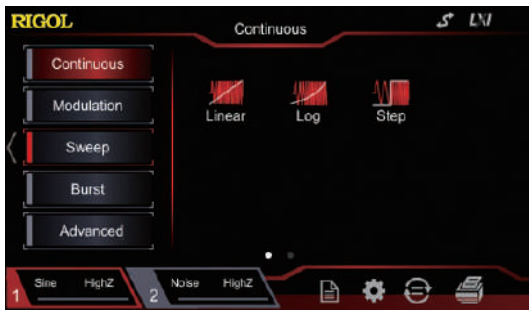 RIGOL
Continuous
LXI
Continuous
Modulation
Sweep
Burst
Advanced
Linear Log Step
1 Sine HighZ 2 Noise HighZ